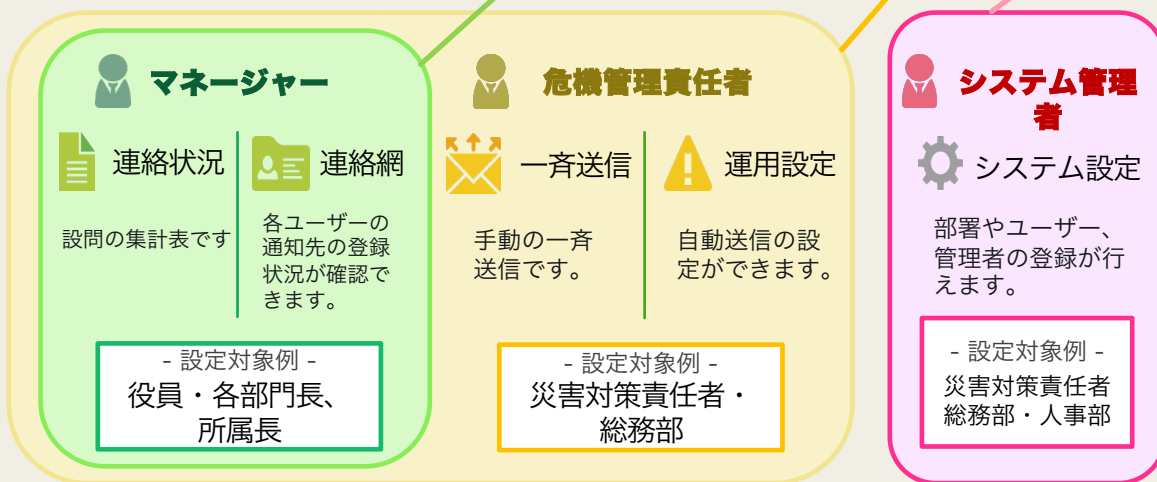 マネージャー
連絡状況
設問の集計表です
連絡網
各ユーザーの
通知先の登録
状況が確認で
きます。
- 設定対象例 -
役員・各部門長、
所属長
危機管理責任者
一斉送信
手動の一斉
送信です。
運用設定
自動送信の設
定ができます。
- 設定対象例 -
災害対策責任者・
総務部
システム管理
者
システム設定
部署やユーザー、
管理者の登録が行
えます。
- 設定対象例 -
災害対策責任者
総務部・人事部